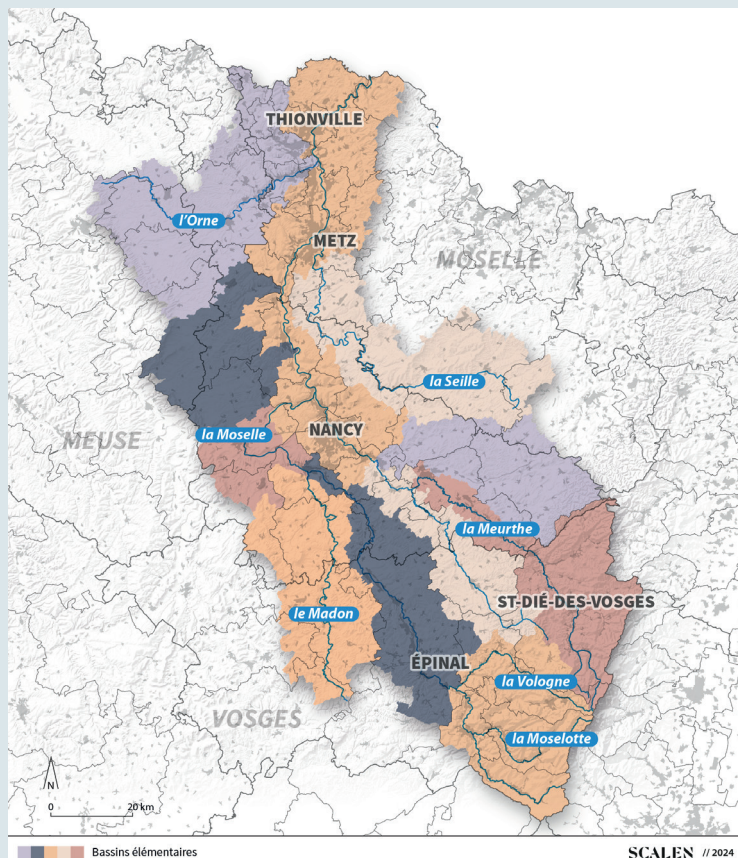 THIONVILLE
l'Orne
METZ
MOSELLE
la Seille
MEUSE
la Moselle
NANCY
la Meurthe
ST-DIÉ-DES-VOSGES
le Madon
ÉPINAL
la Vologne
VOSGES
la Moselotte
N
0 20 km
Bassins élémentaires
SCALEN // 2024